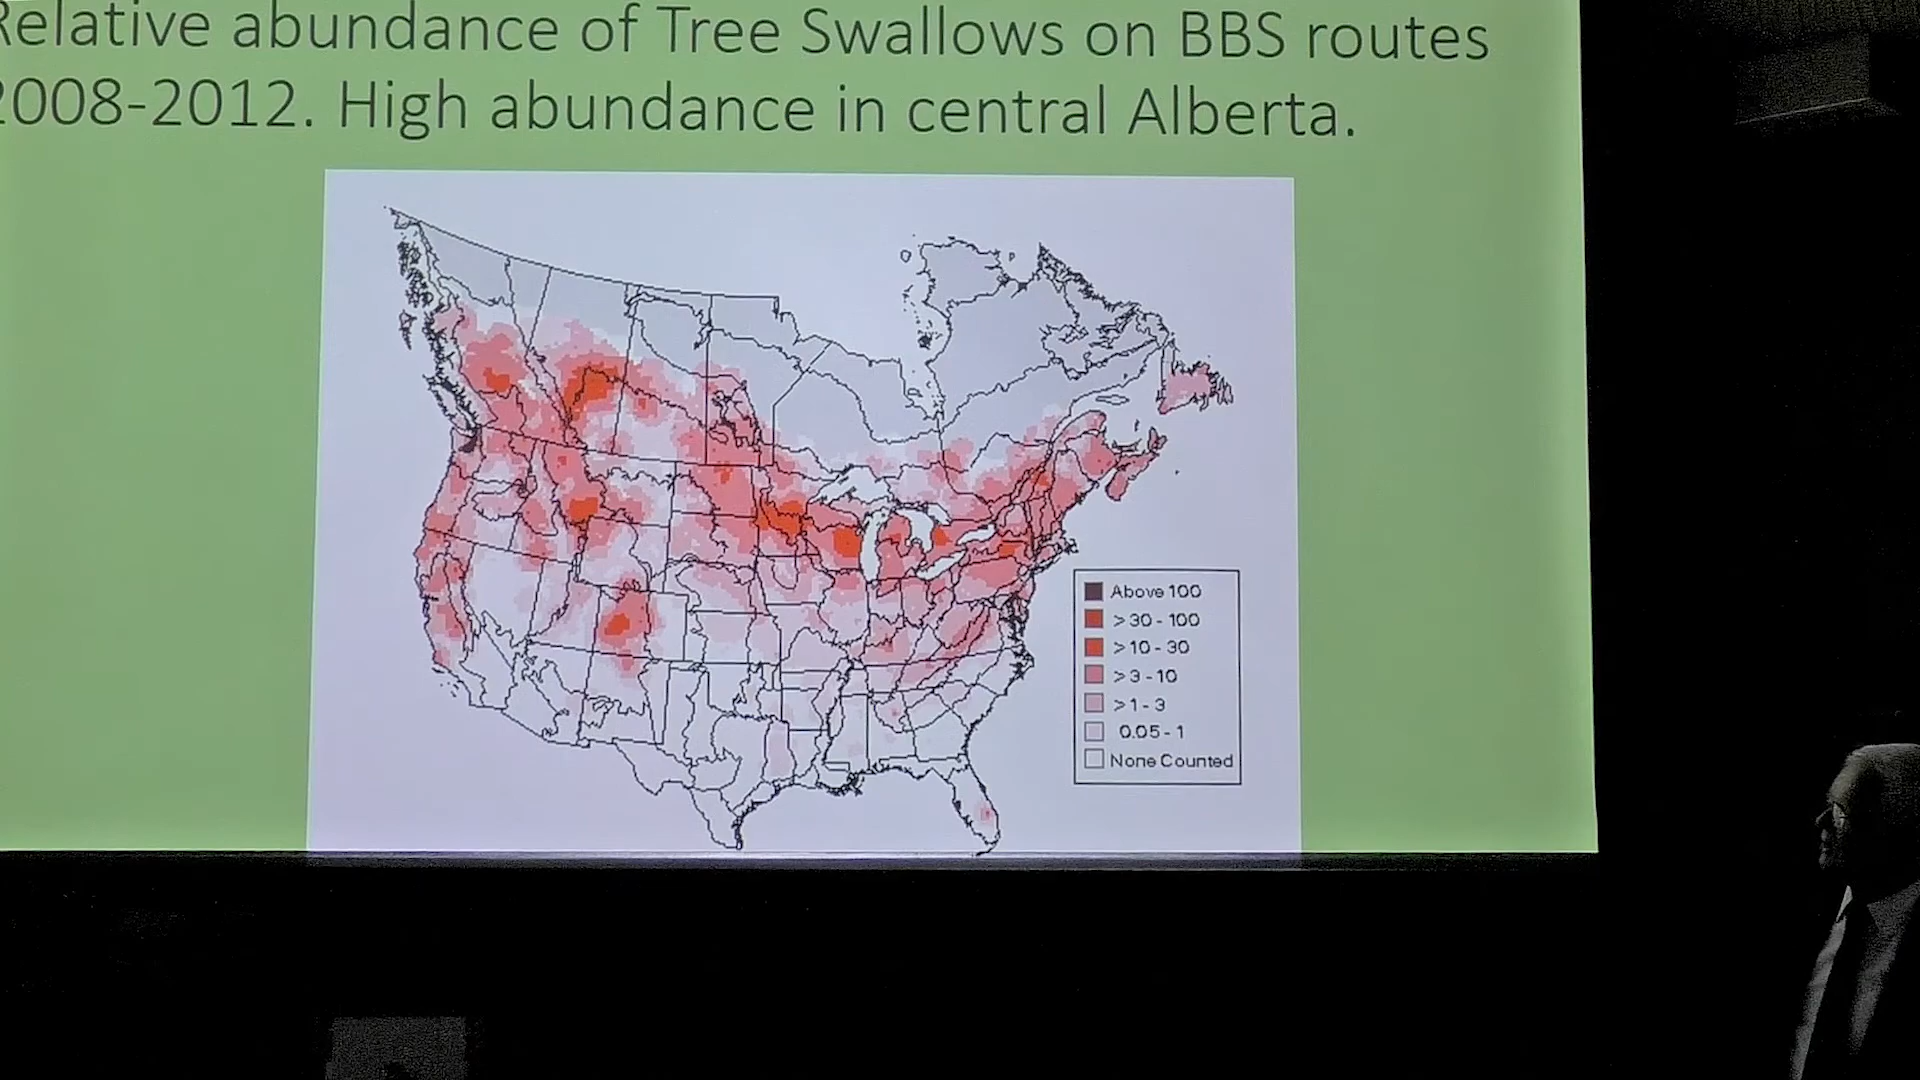 Relative abundance of Tree Swallows on BBS routes
2008-2012. High abundance in central Alberta.
Above 100
>30 - 100
>10 - 30
>3 - 10
>1 - 3
0.05 - 1
None Counted